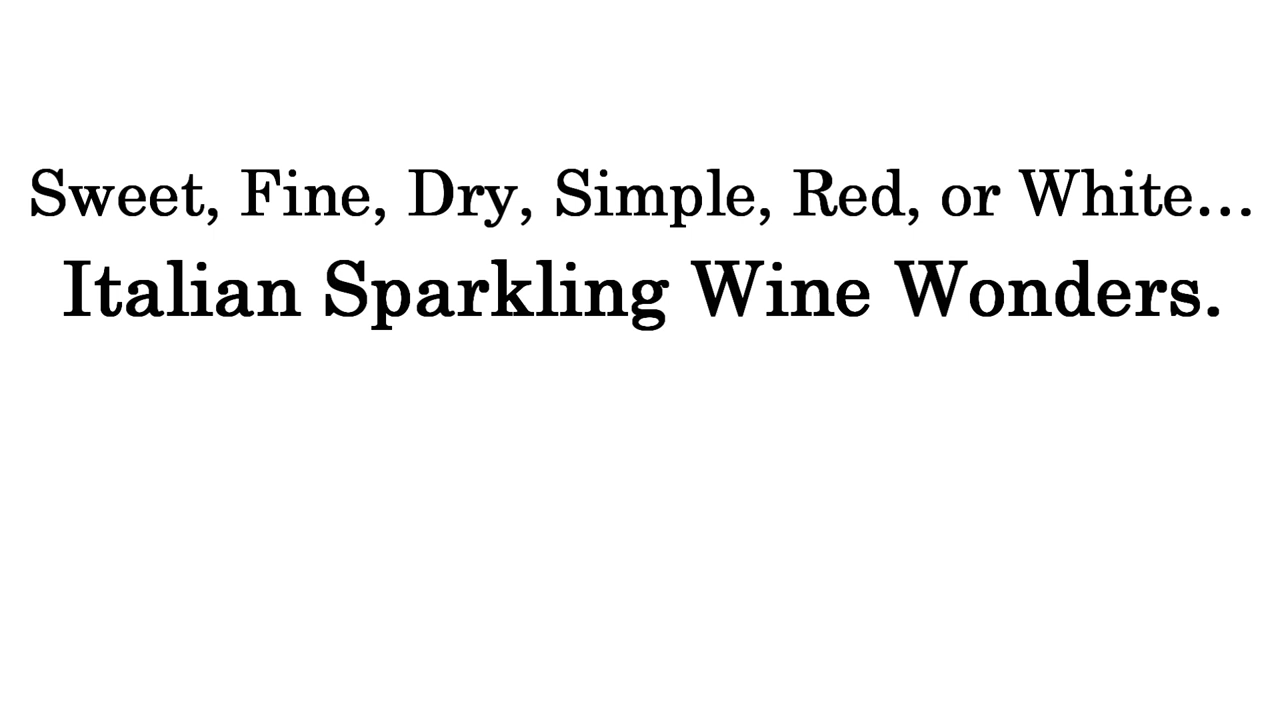 Sweet, Fine, Dry, Simple, Red, or White...
Italian Sparkling Wine Wonders.